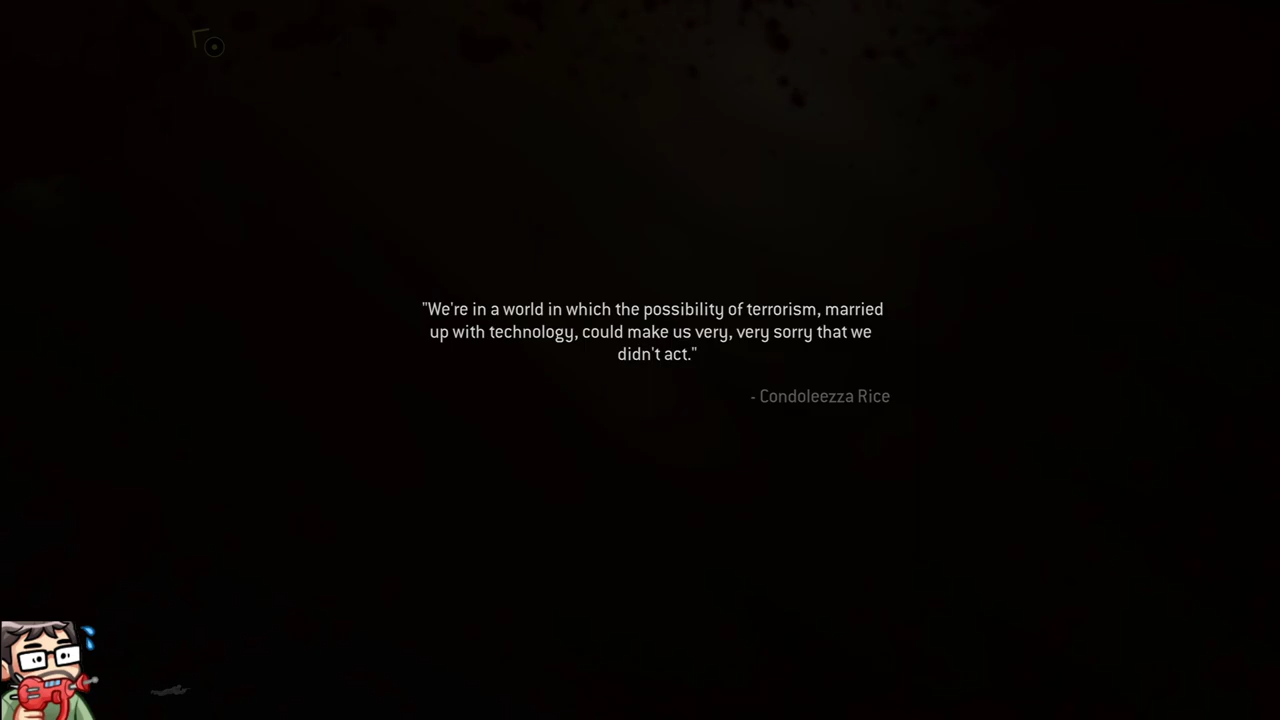 "We're in a world in which the possibility of terrorism, married
up with technology, could make us very, very sorry that we
didn't act."
- Condoleezza Rice